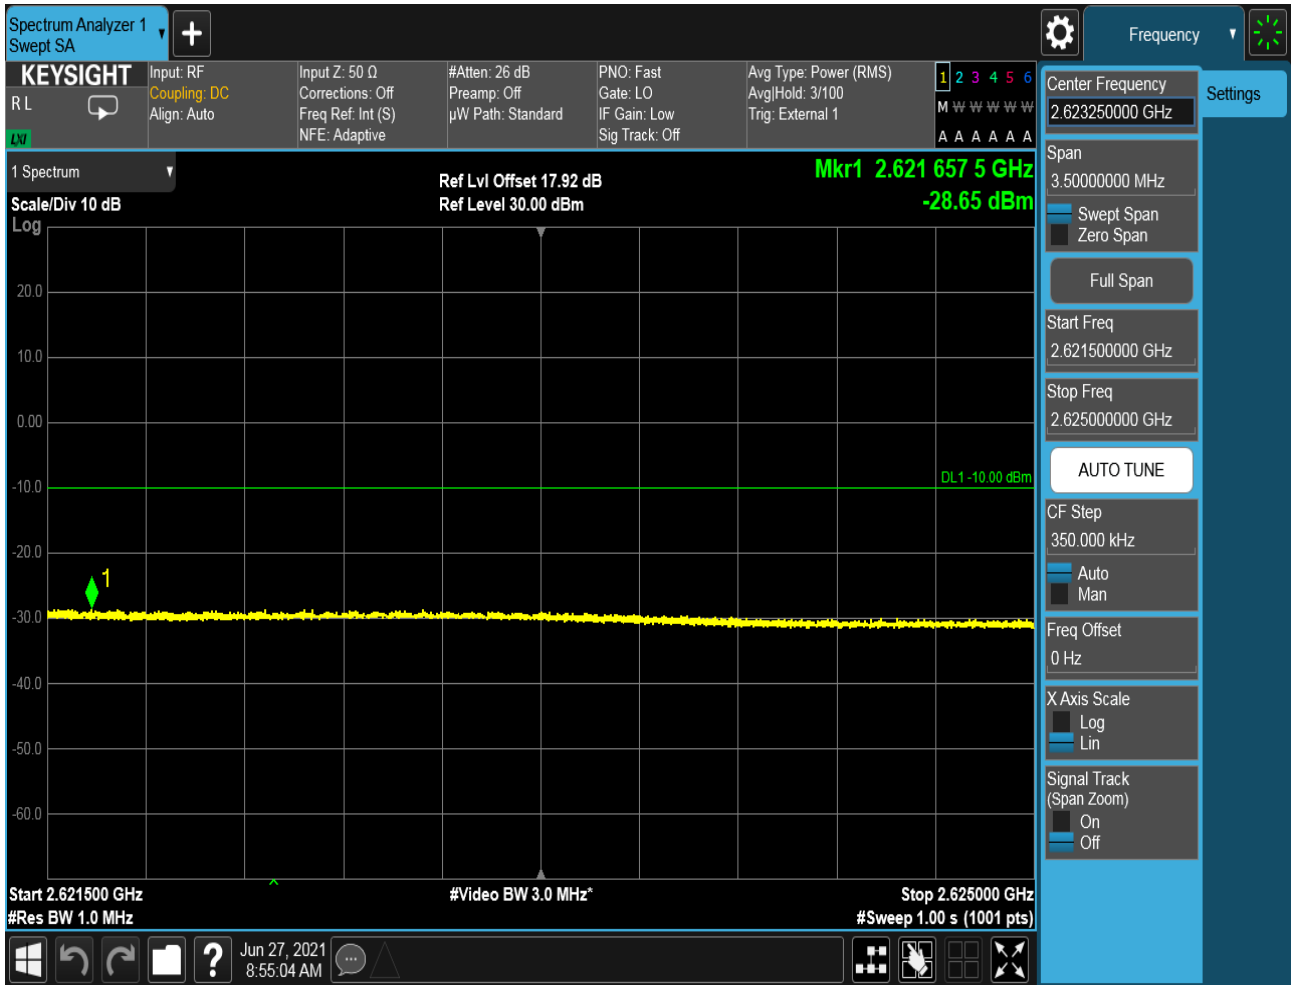 Spectrum Analyzer 1
Swept SA
Frequency
KEYSIGHT
R L
LXI
Input: RF
Coupling: DC
Align: Auto
Input Z: 50 Ω
Corrections: Off
Freq Ref: Int (S)
NFE: Adaptive
#Atten: 26 dB
Preamp: Off
µW Path: Standard
PNO: Fast
Gate: LO
IF Gain: Low
Sig Track: Off
Avg Type: Power (RMS)
Avg|Hold: 3/100
Trig: External 1
1 2 3 4 5 6
M W W W W W
A A A A A A
1 Spectrum
Scale/Div 10 dB
Log
Ref Lvl Offset 17.92 dB
Ref Level 30.00 dBm
Mkr1 2.621 657 5 GHz
-28.65 dBm
20.0
10.0
0.00
-10.0
-20.0
-30.0
-40.0
-50.0
-60.0
DL1 -10.00 dBm
1
Start 2.621500 GHz
#Res BW 1.0 MHz
#Video BW 3.0 MHz*
Stop 2.625000 GHz
#Sweep 1.00 s (1001 pts)
Jun 27, 2021
8:55:04 AM
Center Frequency
2.623250000 GHz
Settings
Span
3.50000000 MHz
Swept Span
Zero Span
Full Span
Start Freq
2.621500000 GHz
Stop Freq
2.625000000 GHz
AUTO TUNE
CF Step
350.000 kHz
Auto
Man
Freq Offset
0 Hz
X Axis Scale
Log
Lin
Signal Track
(Span Zoom)
On
Off